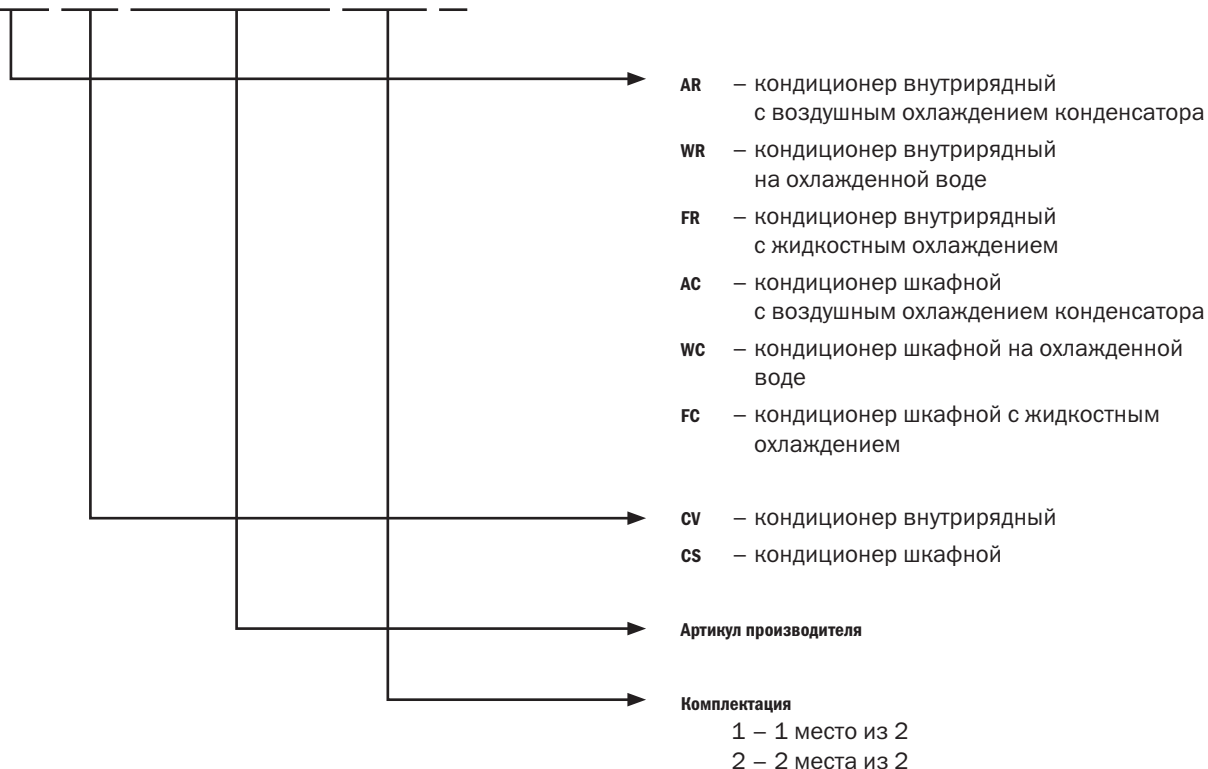 AR – кондиционер внутрирядный
с воздушным охлаждением конденсатора
WR – кондиционер внутрирядный
на охлажденной воде
FR – кондиционер внутрирядный
с жидкостным охлаждением
AC – кондиционер шкафной
с воздушным охлаждением конденсатора
WC – кондиционер шкафной на охлажденной
воде
FC – кондиционер шкафной с жидкостным
охлаждением
CV – кондиционер внутрирядный
CS – кондиционер шкафной
Артикул производителя
Комплектация
1 – 1 место из 2
2 – 2 места из 2